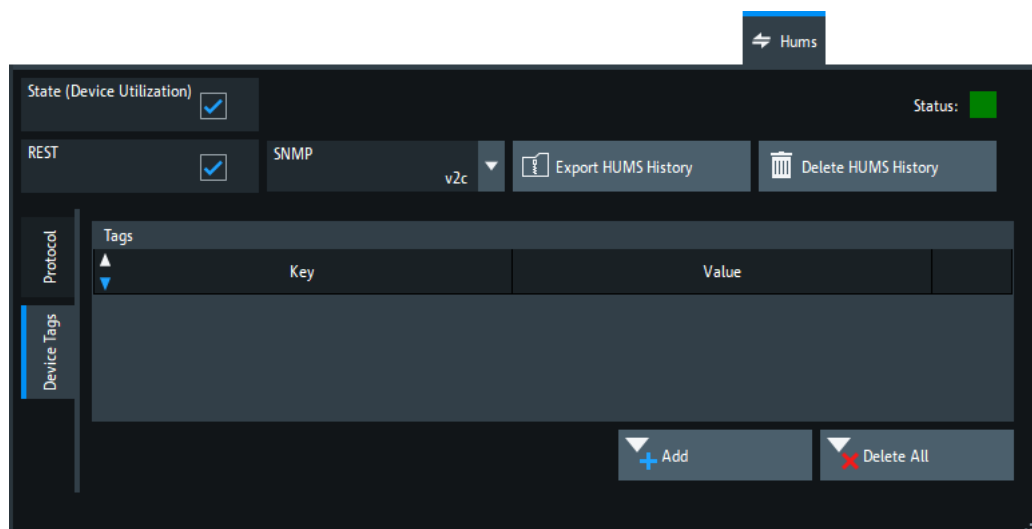 Hums
State (Device Utilization)
Status:
REST
SNMP
v2c
Export HUMS History
Delete HUMS History
Protocol
Device Tags
Tags
Key
Value
Add
Delete All